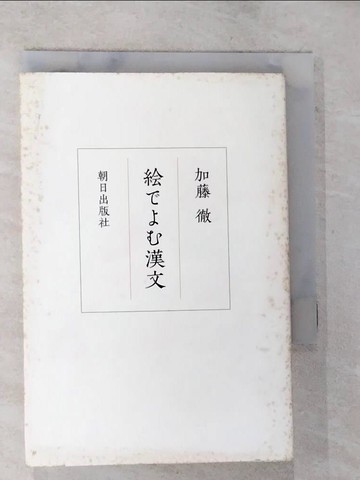 加藤 徹
絵でよむ漢文
朝日出版社